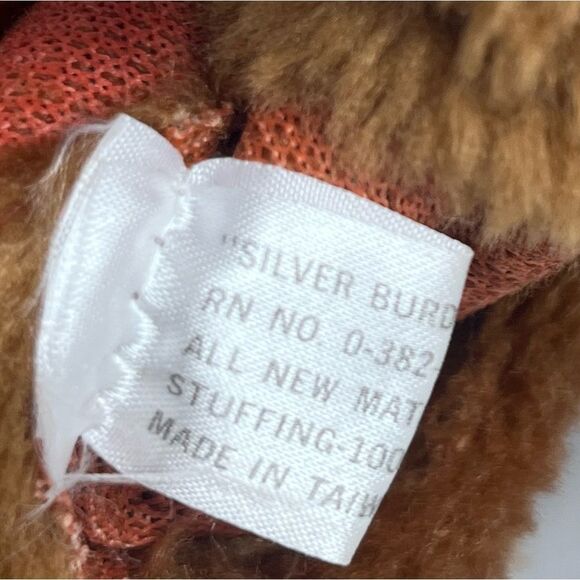 "SILVER BURD
RN NO. 0-382-
ALL NEW MAT
STUFFING-100
MADE IN TAIW